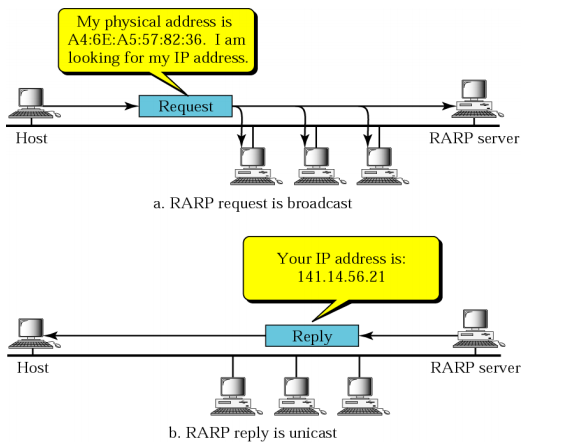 My physical address is
A4:6E:A5:57:82:36. I am
looking for my IP address.
Request
Host
RARP server
a. RARP request is broadcast
Your IP address is:
141.14.56.21
Reply
Host
RARP server
b. RARP reply is unicast